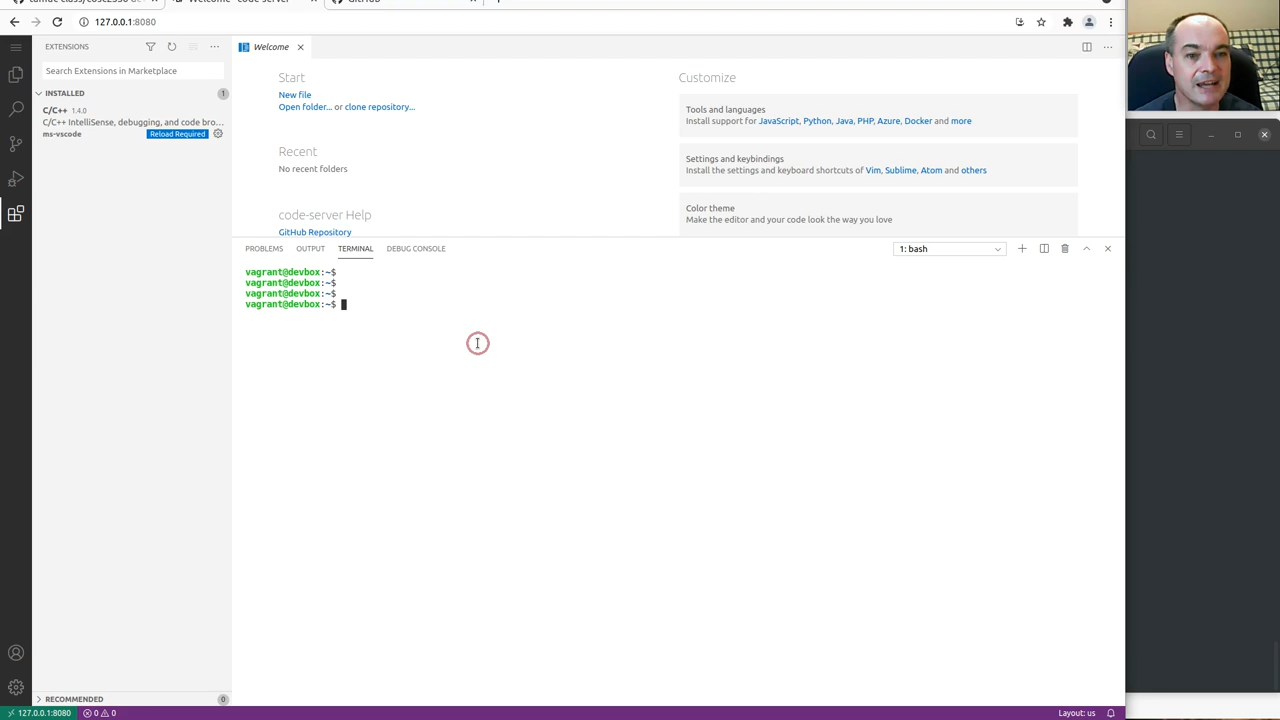 Welcome - code-server
GitHub
127.0.0.1:8080
EXTENSIONS
Search Extensions in Marketplace
INSTALLED
1
C/C++ 1.4.0
C/C++ IntelliSense, debugging, and code bro...
ms-vscode
Reload Required
RECOMMENDED
0
Welcome
Start
New file
Open folder... or clone repository...
Recent
No recent folders
code-server Help
GitHub Repository
Customize
Tools and languages
Install support for JavaScript, Python, Java, PHP, Azure, Docker and more
Settings and keybindings
Install the settings and keyboard shortcuts of Vim, Sublime, Atom and others
Color theme
Make the editor and your code look the way you love
PROBLEMS
OUTPUT
TERMINAL
DEBUG CONSOLE
1: bash
vagrant@devbox:~$
vagrant@devbox:~$
vagrant@devbox:~$
vagrant@devbox:~$
127.0.0.1:8080
0
0
Layout: us